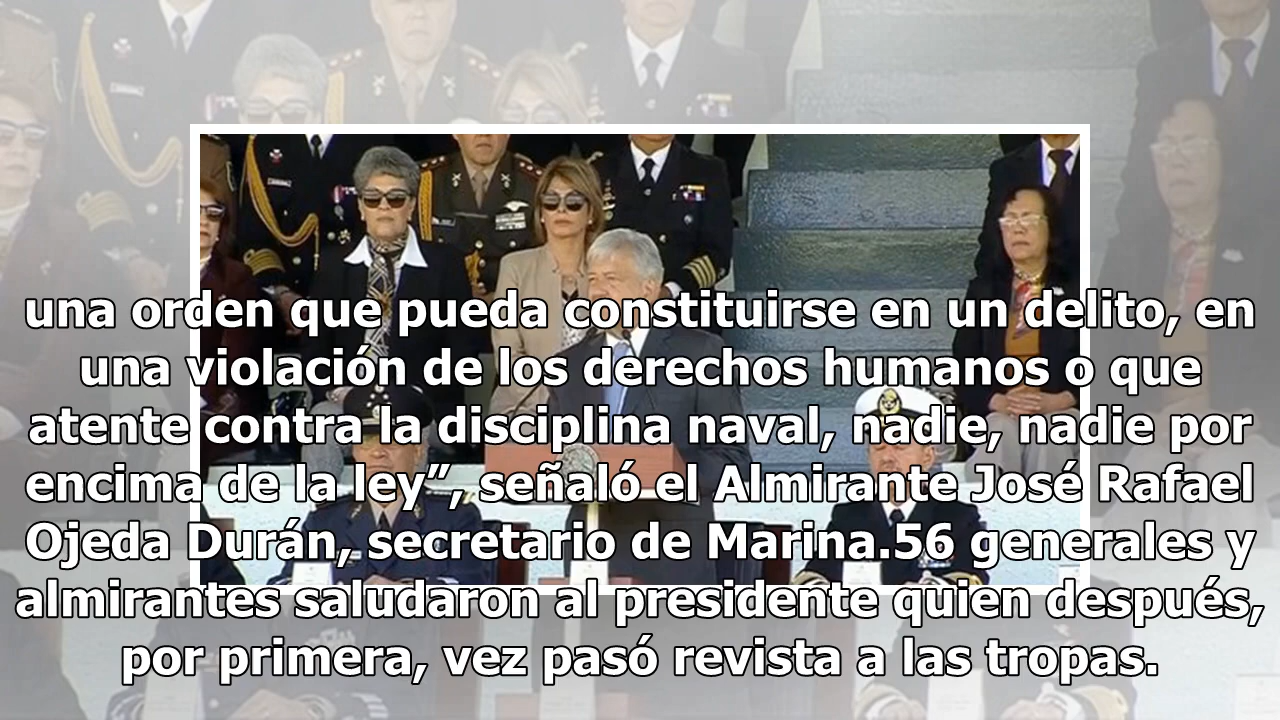 una orden que pueda constituirse en un delito, en
una violación de los derechos humanos o que
atente contra la disciplina naval, nadie, nadie por
encima de la ley”, señaló el Almirante José Rafael
Ojeda Durán, secretario de Marina.56 generales y
almirantes saludaron al presidente quien después,
por primera, vez pasó revista a las tropas.